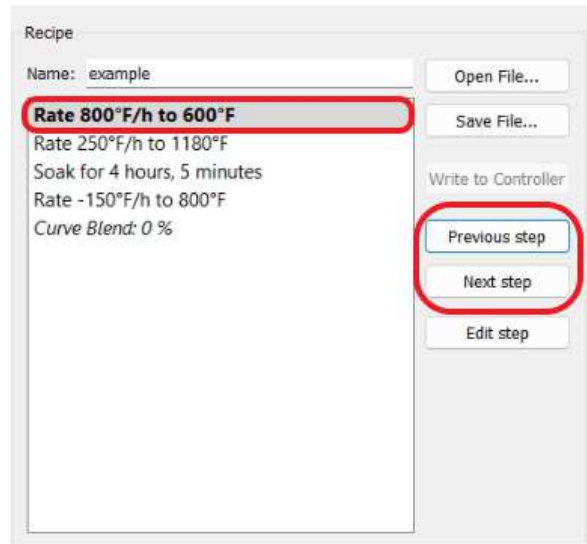 Recipe
Name: example
Open File...
Rate 800°F/h to 600°F
Save File...
Rate 250°F/h to 1180°F
Soak for 4 hours, 5 minutes
Write to Controller
Rate -150°F/h to 800°F
Curve Blend: 0 %
Previous step
Next step
Edit step